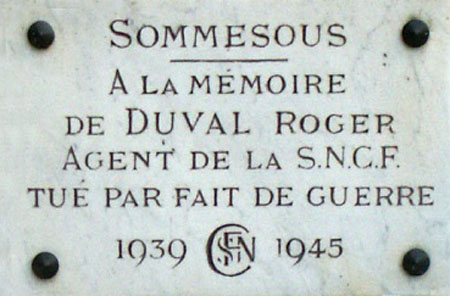 SOMMESOUS
A LA MÉMOIRE
DE DUVAL ROGER
AGENT DE LA S.N.C.F.
TUÉ PAR FAIT DE GUERRE
1939 SNCF 1945